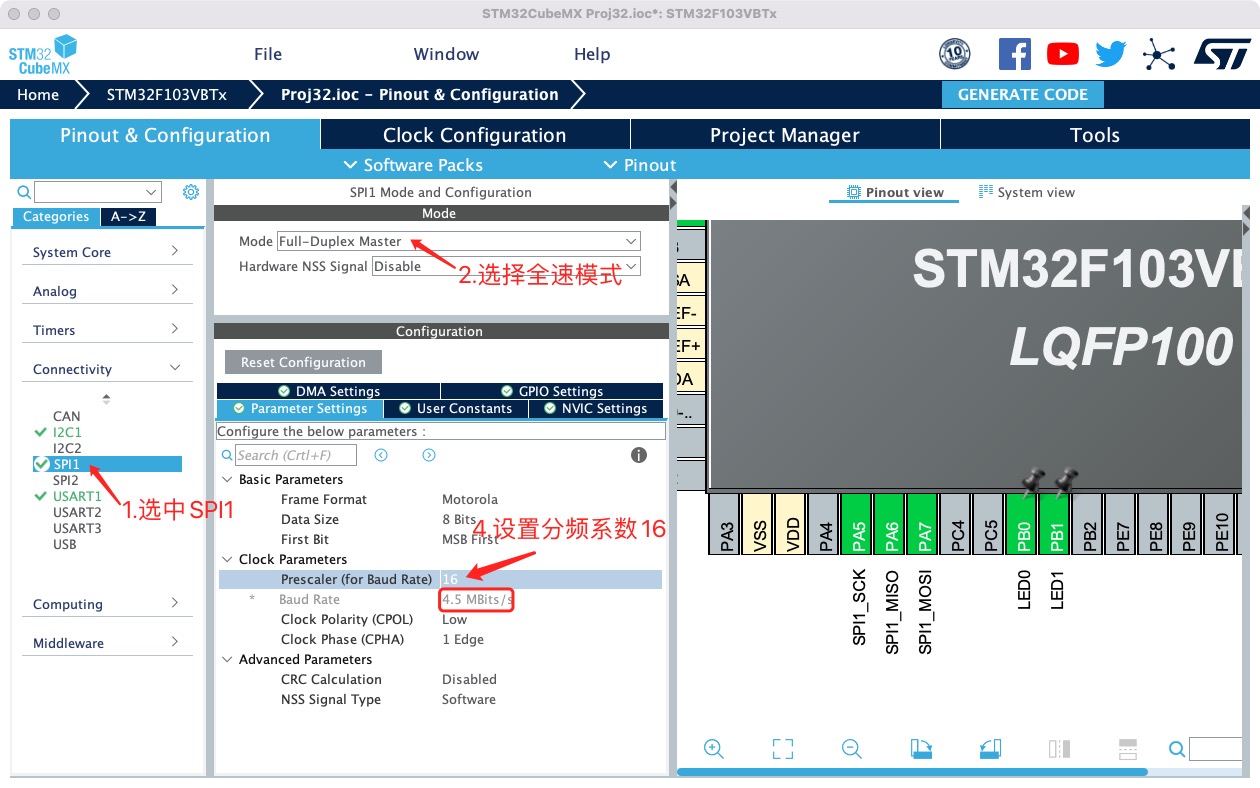 STM32CubeMX Proj32.ioc*: STM32F103VBTx
STM32
CubeMX
File
Window
Help
10
Home
STM32F103VBTx
Proj32.ioc – Pinout & Configuration
GENERATE CODE
Pinout & Configuration
Clock Configuration
Project Manager
Tools
Software Packs
Pinout
Categories
A->Z
System Core
Analog
Timers
Connectivity
CAN
I2C1
I2C2
SPI1
SPI2
USART1
USART2
USART3
USB
1.选中SPI1
Computing
Middleware
SPI1 Mode and Configuration
Mode
Mode Full-Duplex Master
Hardware NSS Signal Disable
2.选择全速模式
Configuration
Reset Configuration
DMA Settings
GPIO Settings
Parameter Settings
User Constants
NVIC Settings
Configure the below parameters :
Search (Crtl+F)
Basic Parameters
Frame Format Motorola
Data Size 8 Bits
First Bit MSB First
4.设置分频系数16
Clock Parameters
Prescaler (for Baud Rate) 16
* Baud Rate 4.5 MBits/s
Clock Polarity (CPOL) Low
Clock Phase (CPHA) 1 Edge
Advanced Parameters
CRC Calculation Disabled
NSS Signal Type Software
Pinout view
System view
STM32F103VB
LQFP100
EF-
EF+
PA3
VSS
VDD
PA4
PA5
PA6
PA7
PC4
PC5
PB0
PB1
PB2
PE7
PE8
PE9
PE10
SPI1_SCK
SPI1_MISO
SPI1_MOSI
LED0
LED1